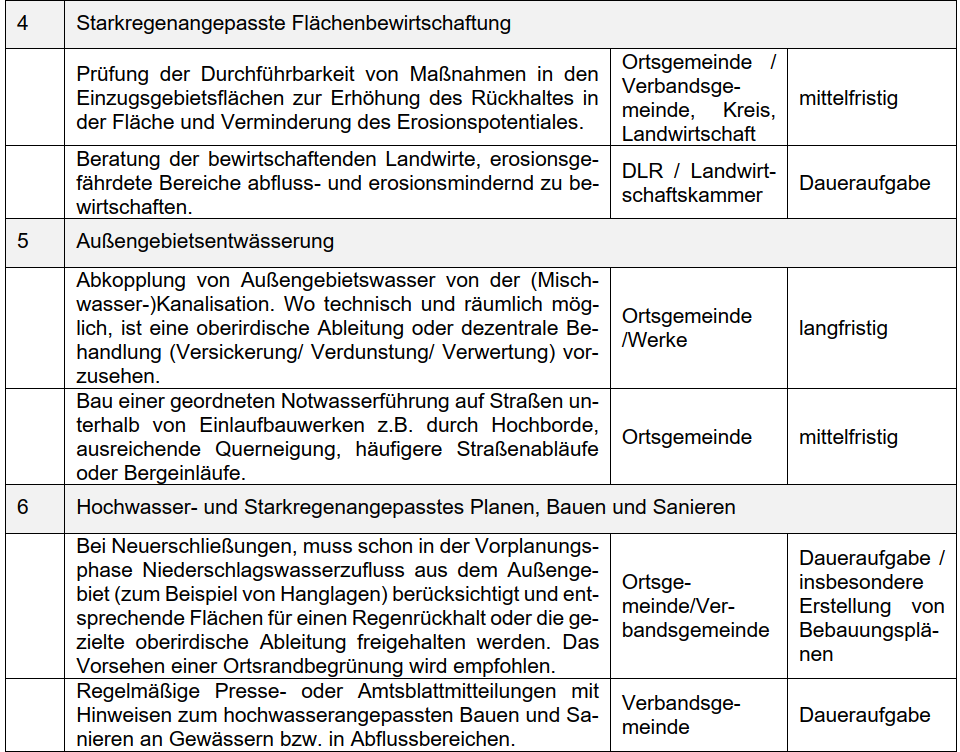 4 Starkregenangepasste Flächenbewirtschaftung
Prüfung der Durchführbarkeit von Maßnahmen in den
Einzugsgebietsflächen zur Erhöhung des Rückhaltes in
der Fläche und Verminderung des Erosionspotentiales.
Ortsgemeinde /
Verbandsge-
meinde, Kreis,
Landwirtschaft
mittelfristig
Beratung der bewirtschaftenden Landwirte, erosionsge-
fährdete Bereiche abfluss- und erosionsmindernd zu be-
wirtschaften.
DLR / Landwirt-
schaftskammer
Daueraufgabe
5 Außengebietsentwässerung
Abkopplung von Außengebietswasser von der (Misch-
wasser-)Kanalisation. Wo technisch und räumlich mög-
lich, ist eine oberirdische Ableitung oder dezentrale Be-
handlung (Versickerung/ Verdunstung/ Verwertung) vor-
zusehen.
Ortsgemeinde
/Werke
langfristig
Bau einer geordneten Notwasserführung auf Straßen un-
terhalb von Einlaufbauwerken z.B. durch Hochborde,
ausreichende Querneigung, häufigere Straßenabläufe
oder Bergeinläufe.
Ortsgemeinde
mittelfristig
6 Hochwasser- und Starkregenangepasstes Planen, Bauen und Sanieren
Bei Neuerschließungen, muss schon in der Vorplanungs-
phase Niederschlagswasserzufluss aus dem Außenge-
biet (zum Beispiel von Hanglagen) berücksichtigt und ent-
sprechende Flächen für einen Regenrückhalt oder die ge-
zielte oberirdische Ableitung freigehalten werden. Das
Vorsehen einer Ortsrandbegrünung wird empfohlen.
Ortsge-
meinde/Ver-
bandsgemeinde
Daueraufgabe /
insbesondere
Erstellung von
Bebauungsplä-
nen
Regelmäßige Presse- oder Amtsblattmitteilungen mit
Hinweisen zum hochwasserangepassten Bauen und Sa-
nieren an Gewässern bzw. in Abflussbereichen.
Verbandsge-
meinde
Daueraufgabe